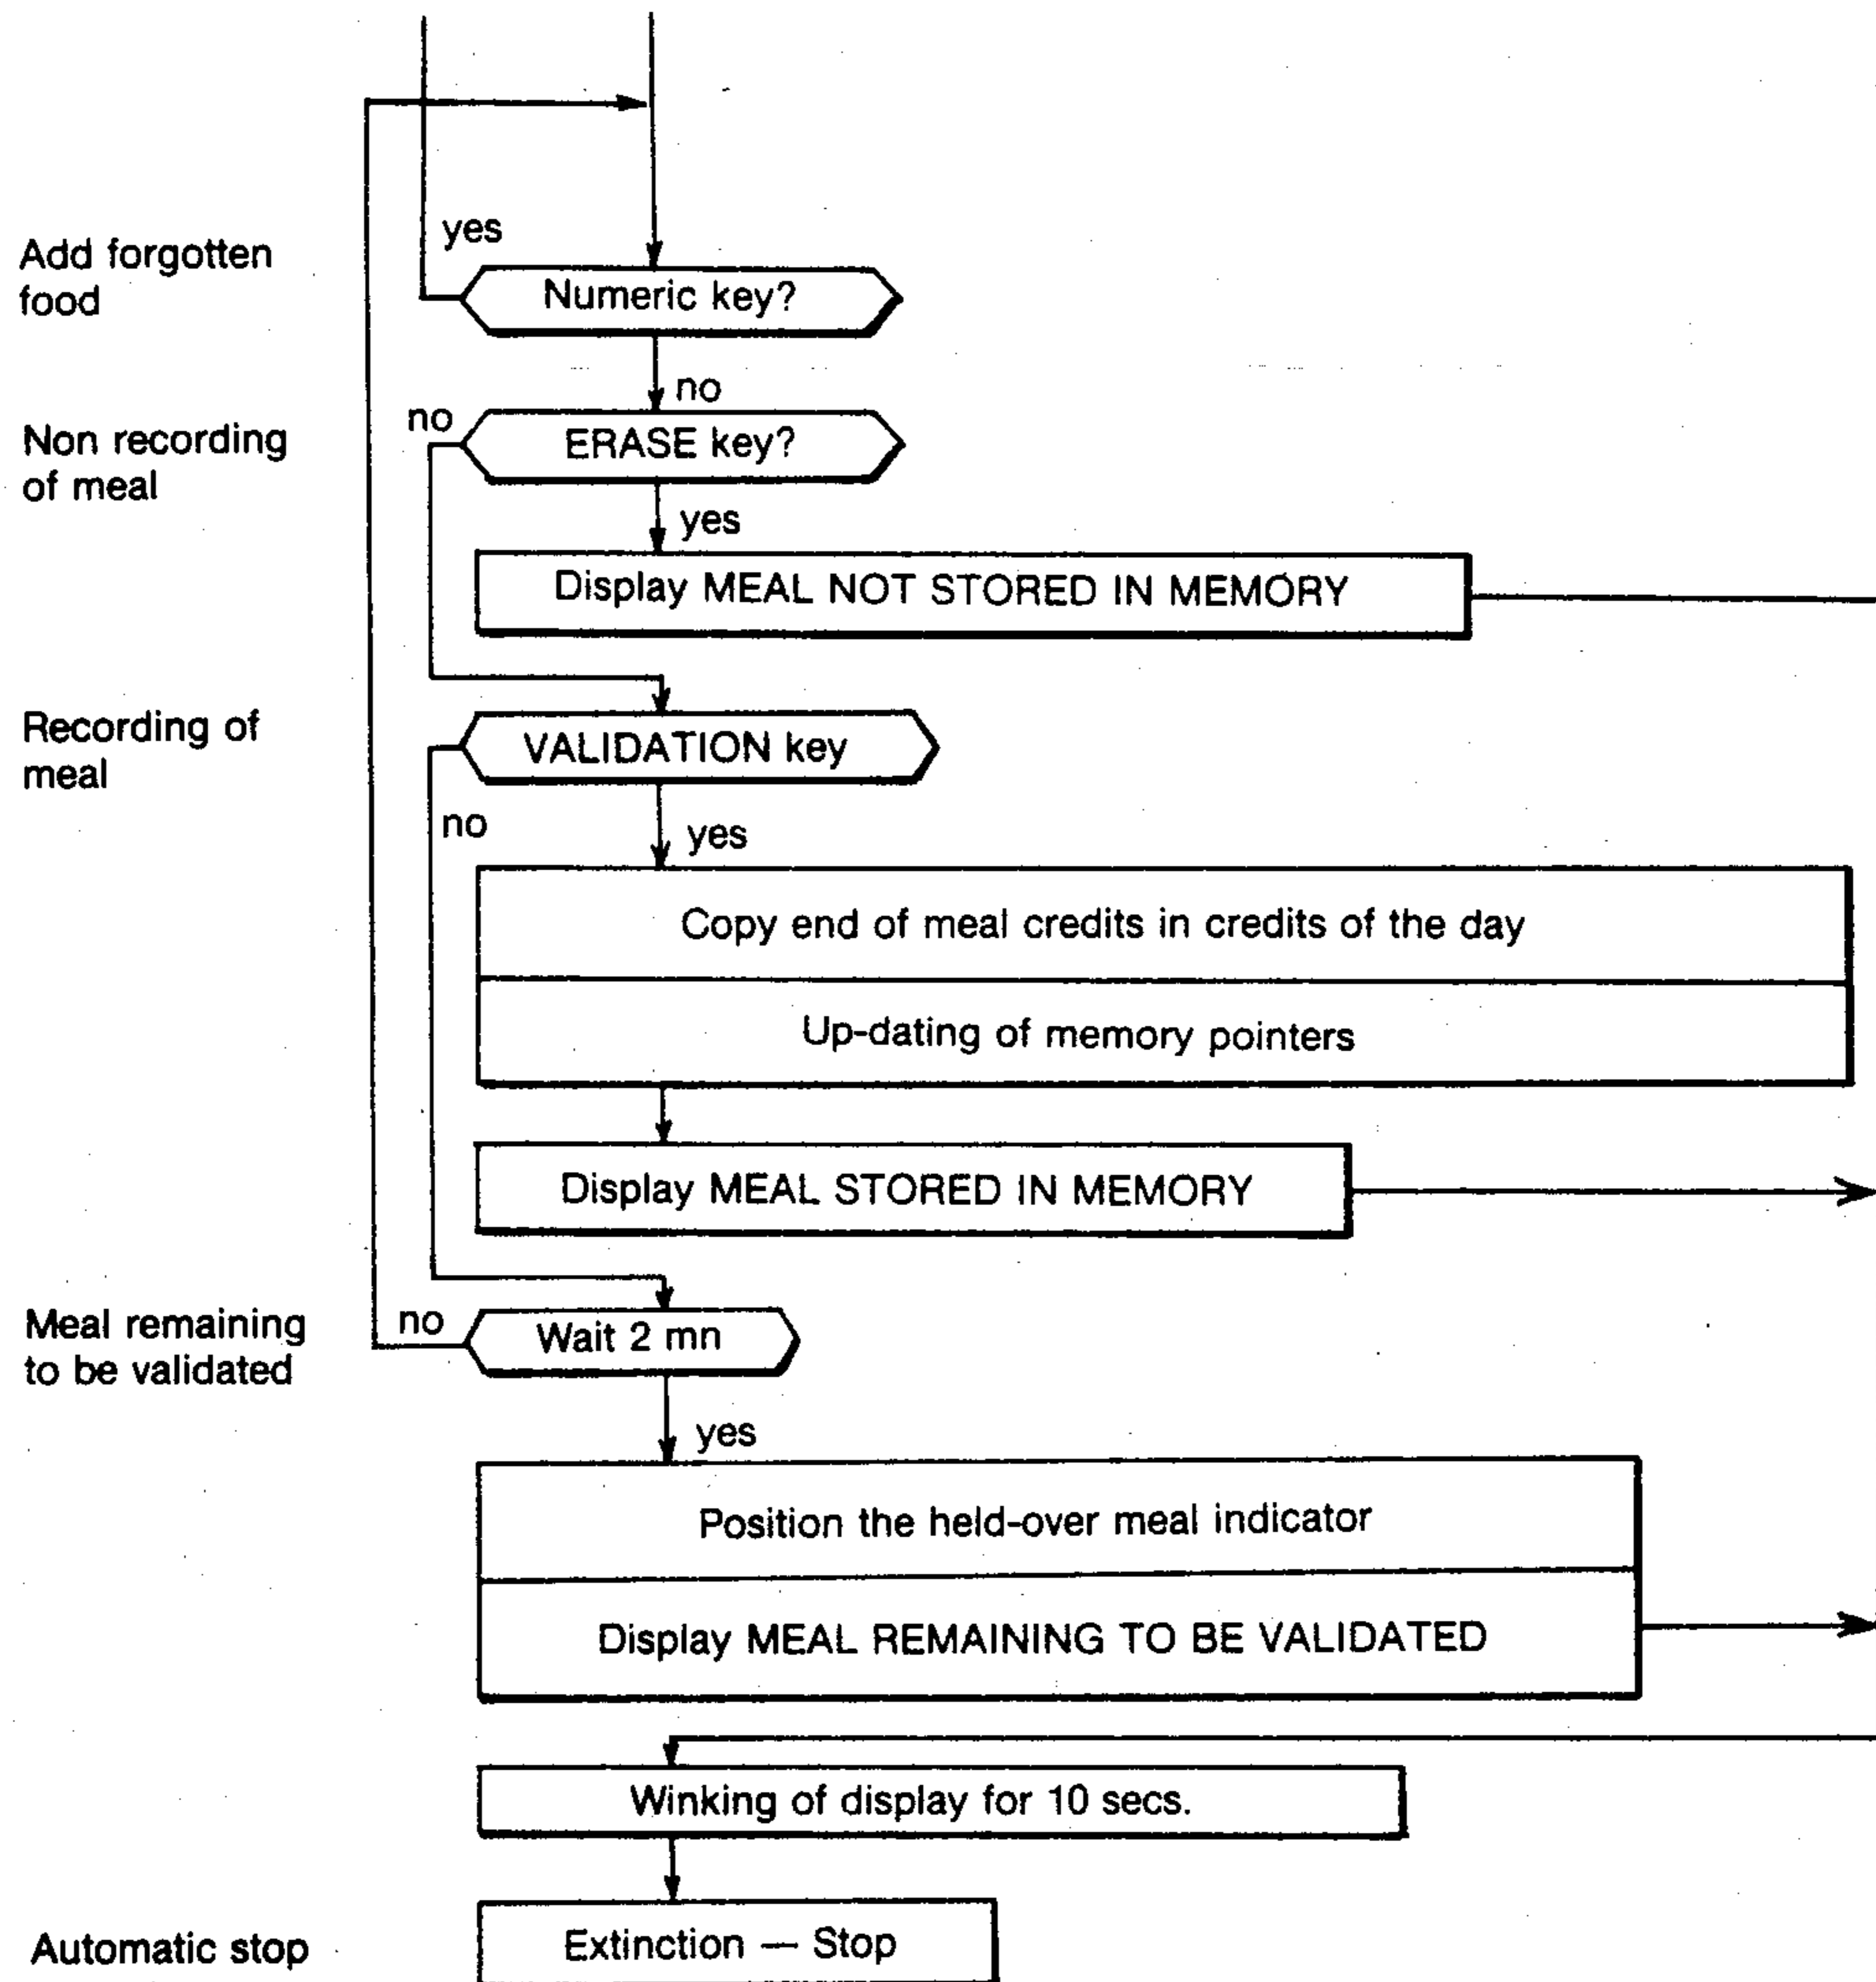 yes
Add forgotten
food
Numeric key?
no
no
Non recording
of meal
ERASE key?
yes
Display MEAL NOT STORED IN MEMORY
Recording of
meal
VALIDATION key
no
yes
Copy end of meal credits in credits of the day
Up-dating of memory pointers
Display MEAL STORED IN MEMORY
Meal remaining
to be validated
no
Wait 2 mn
yes
Position the held-over meal indicator
Display MEAL REMAINING TO BE VALIDATED
Winking of display for 10 secs.
Automatic stop
Extinction — Stop